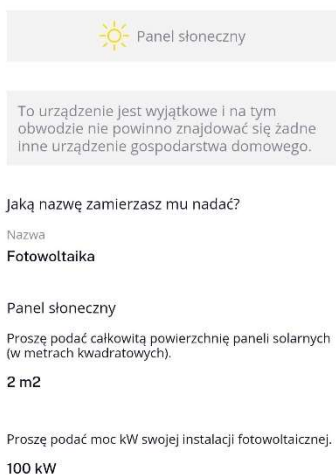 Panel słoneczny
To urządzenie jest wyjątkowe i na tym
obwodzie nie powinno znajdować się żadne
inne urządzenie gospodarstwa domowego.
Jaką nazwę zamierzasz mu nadać?
Nazwa
Fotowoltaika
Panel słoneczny
Proszę podać całkowitą powierzchnię paneli solarnych
(w metrach kwadratowych).
2 m2
Proszę podać moc kW swojej instalacji fotowoltaicznej.
100 kW